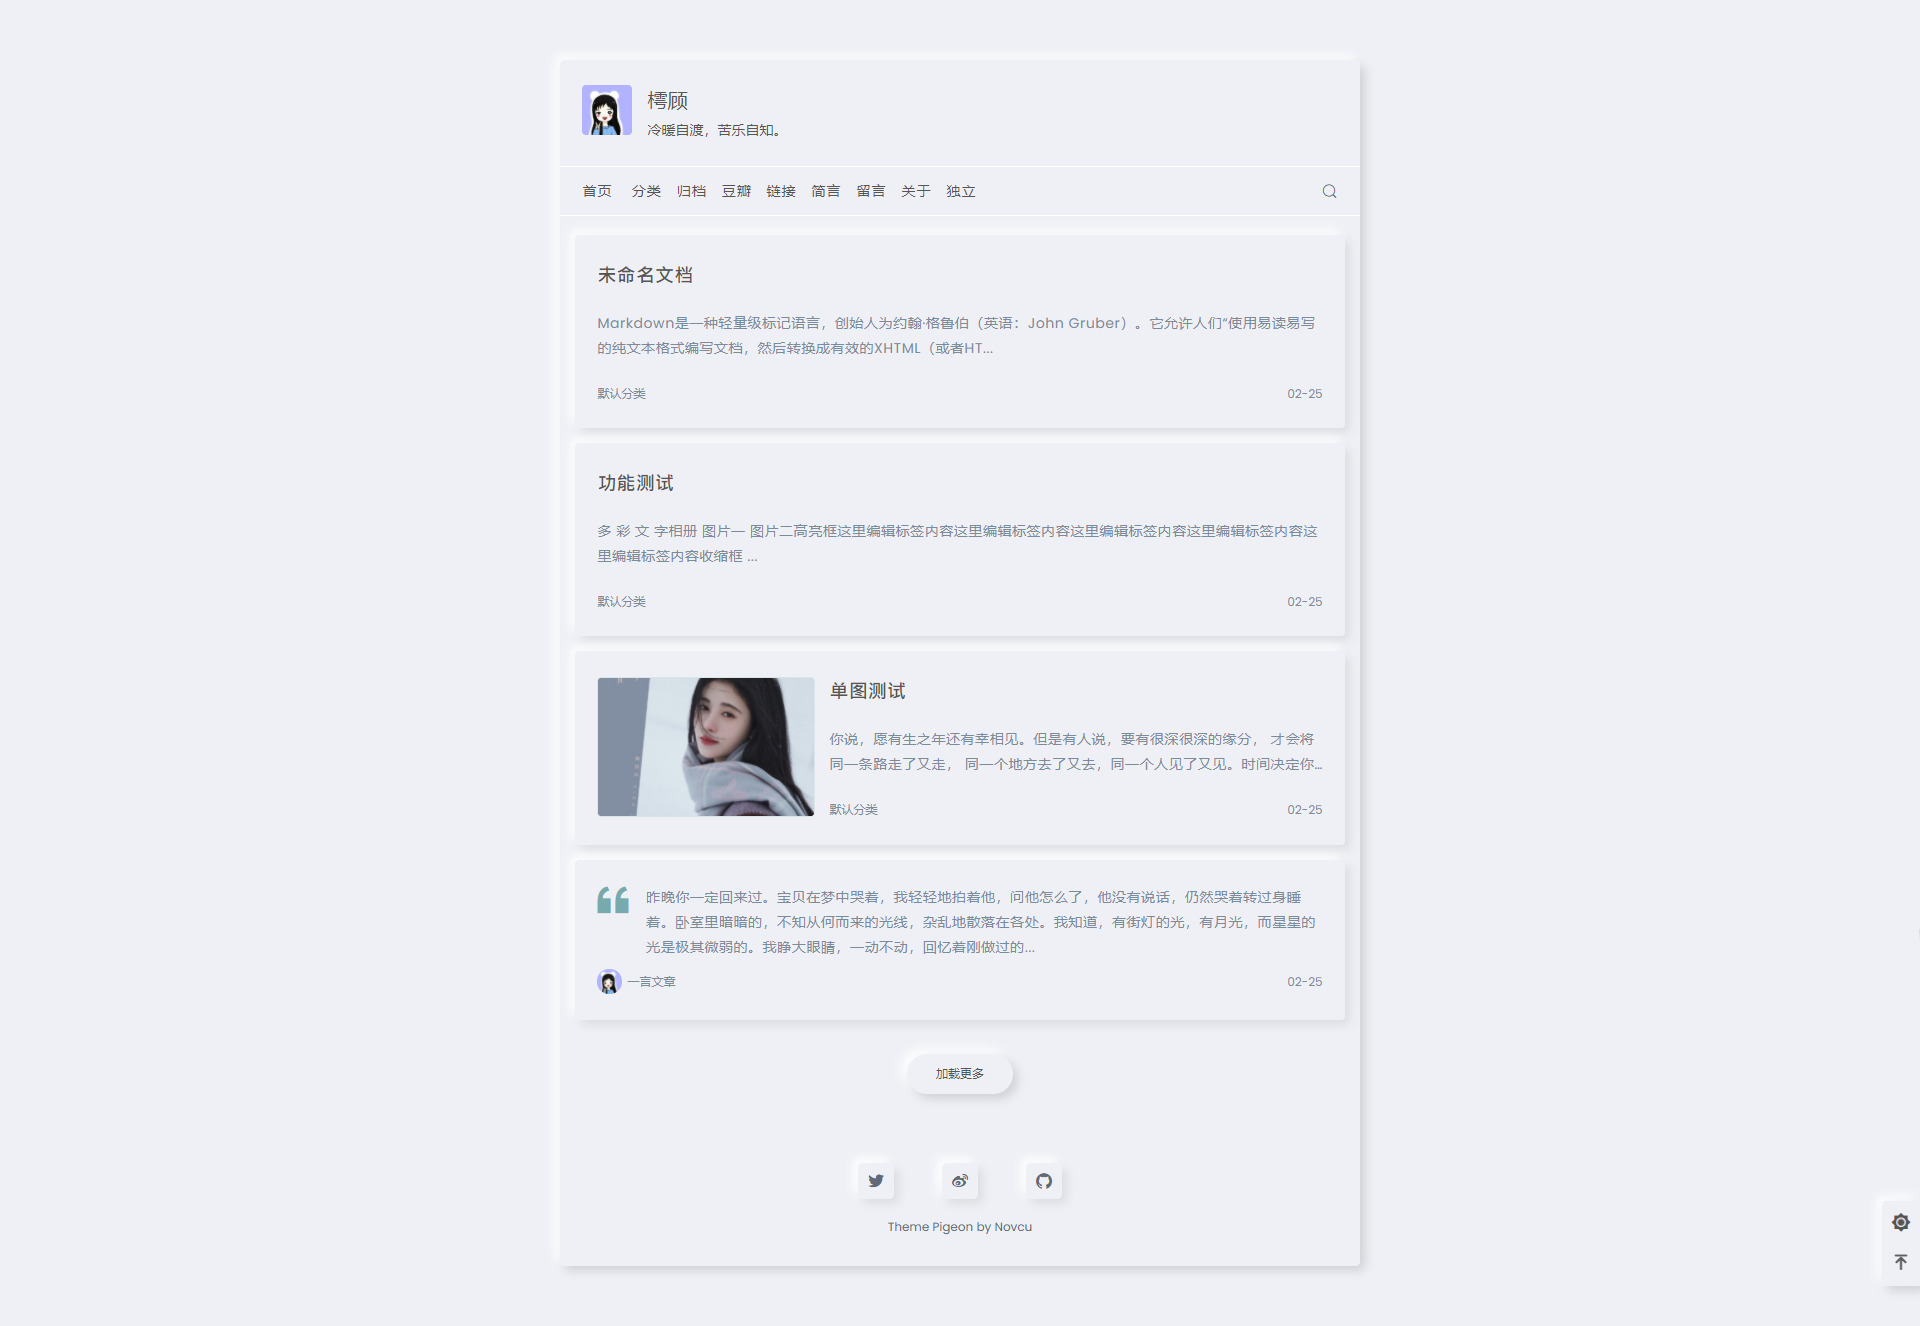 樗顾
冷暖自渡，苦乐自知。
首页 分类 归档 豆瓣 链接 简言 留言 关于 独立
未命名文档
Markdown是一种轻量级标记语言，创始人为约翰·格鲁伯（英语：John Gruber）。它允许人们“使用易读易写
的纯文本格式编写文档，然后转换成有效的XHTML（或者HT...
默认分类 02-25
功能测试
多 彩 文 字相册 图片一 图片二高亮框这里编辑标签内容这里编辑标签内容这里编辑标签内容这里编辑标签内容这
里编辑标签内容收缩框 ...
默认分类 02-25
单图测试
你说，愿有生之年还有幸相见。但是有人说，要有很深很深的缘分， 才会将
同一条路走了又走， 同一个地方去了又去，同一个人见了又见。时间决定你...
默认分类 02-25
昨晚你一定回来过。宝贝在梦中哭着，我轻轻地拍着他，问他怎么了，他没有说话，仍然哭着转过身睡
着。卧室里暗暗的，不知从何而来的光线，杂乱地散落在各处。我知道，有街灯的光，有月光，而星星的
光是极其微弱的。我睁大眼睛，一动不动，回忆着刚做过的...
一言文章 02-25
加载更多
Theme Pigeon by Novcu